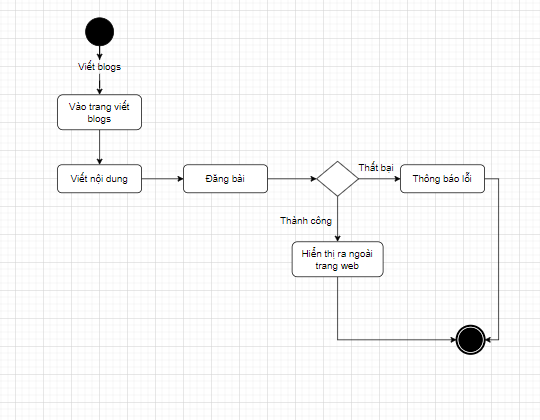 Viết blogs
Vào trang viết
blogs
Viết nội dung
Đăng bài
Thất bại
Thông báo lỗi
Thành công
Hiển thị ra ngoài
trang web